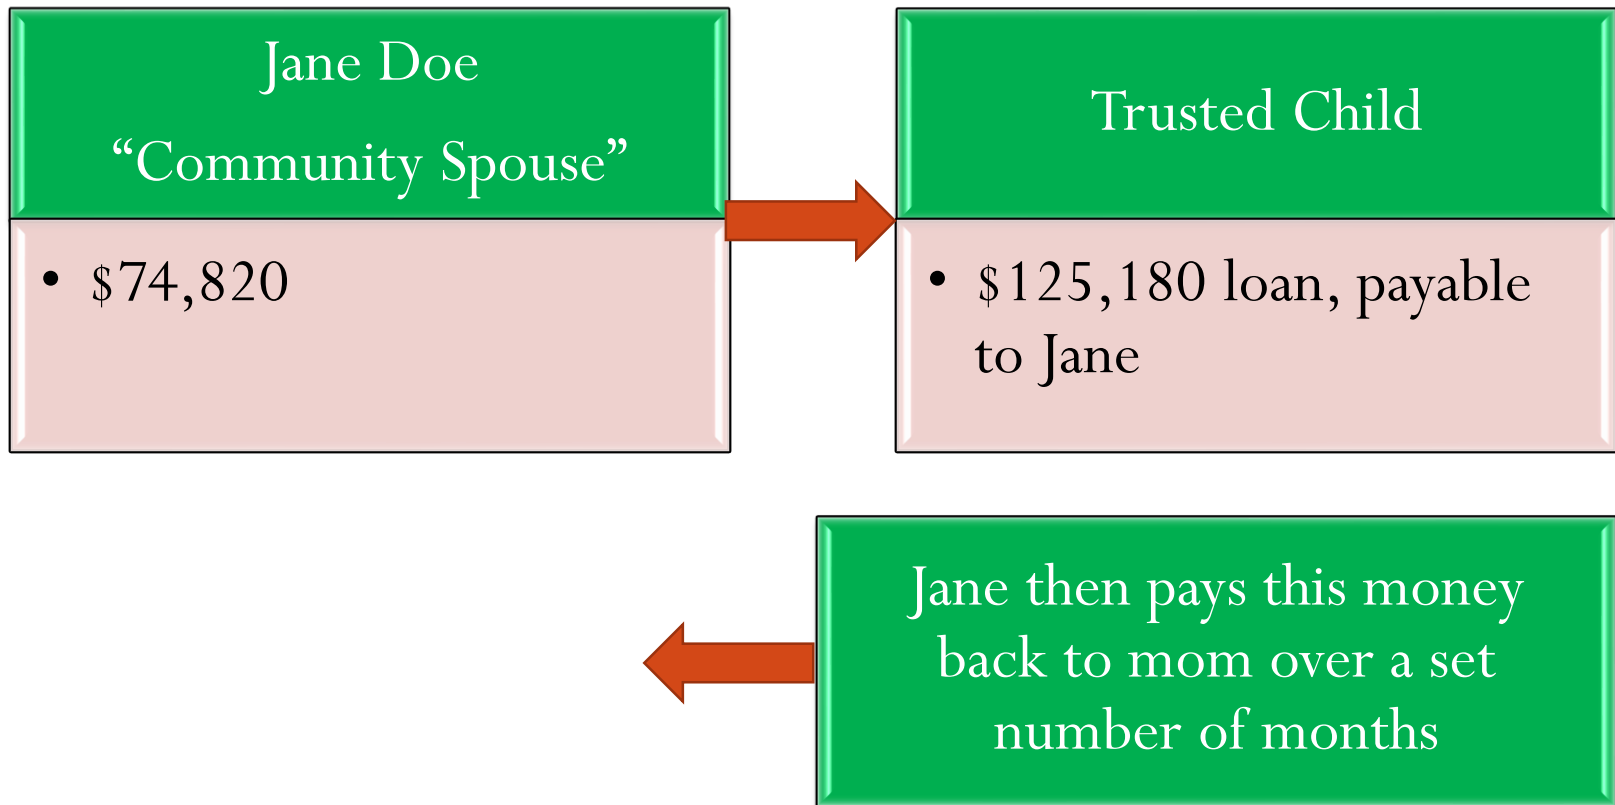 Jane Doe
“Community Spouse”
Trusted Child
• $74,820
• $125,180 loan, payable
to Jane
Jane then pays this money
back to mom over a set
number of months